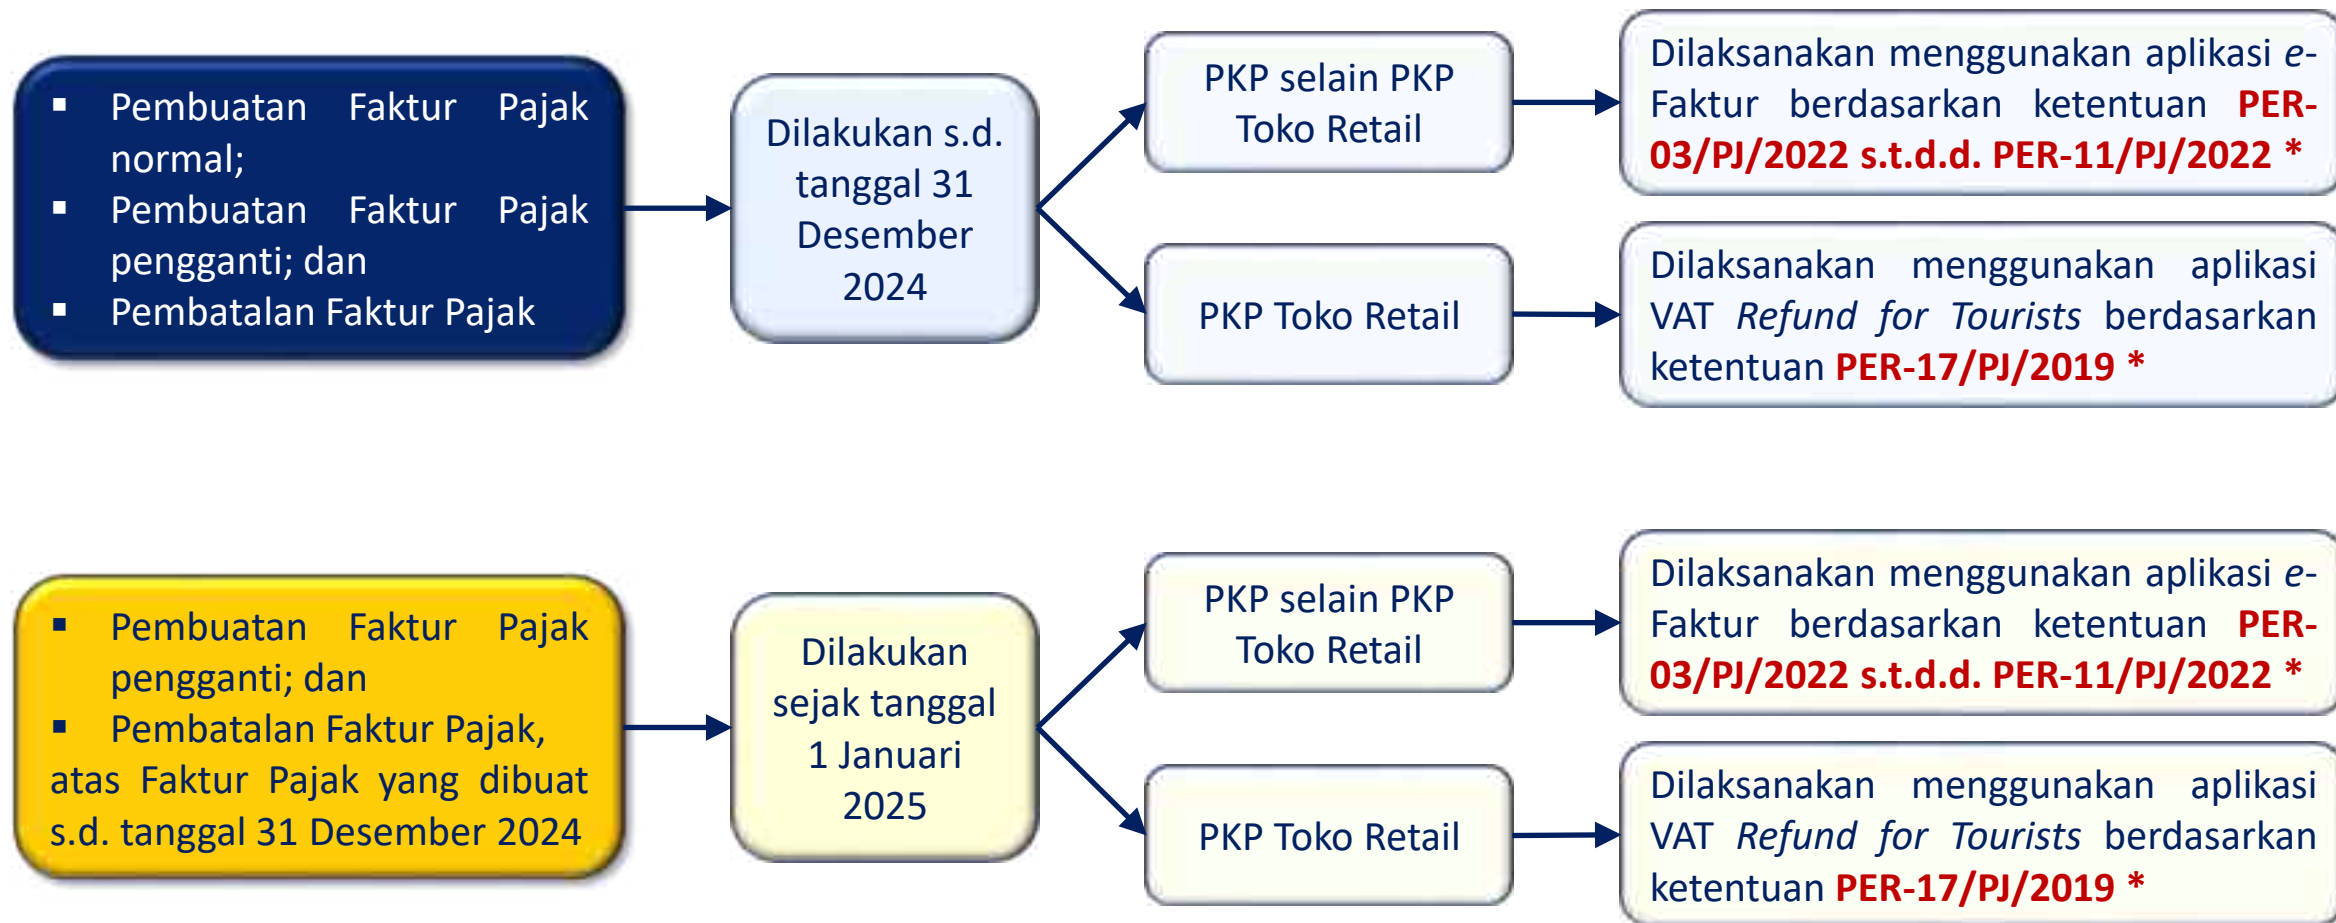 ▪ Pembuatan Faktur Pajak
normal;
▪ Pembuatan Faktur Pajak
pengganti; dan
▪ Pembatalan Faktur Pajak
Dilakukan s.d.
tanggal 31
Desember
2024
PKP selain PKP
Toko Retail
Dilaksanakan menggunakan aplikasi e-
Faktur berdasarkan ketentuan PER-
03/PJ/2022 s.t.d.d. PER-11/PJ/2022 *
PKP Toko Retail
Dilaksanakan menggunakan aplikasi
VAT Refund for Tourists berdasarkan
ketentuan PER-17/PJ/2019 *
▪ Pembuatan Faktur Pajak
pengganti; dan
▪ Pembatalan Faktur Pajak,
atas Faktur Pajak yang dibuat
s.d. tanggal 31 Desember 2024
Dilakukan
sejak tanggal
1 Januari
2025
PKP selain PKP
Toko Retail
Dilaksanakan menggunakan aplikasi e-
Faktur berdasarkan ketentuan PER-
03/PJ/2022 s.t.d.d. PER-11/PJ/2022 *
PKP Toko Retail
Dilaksanakan menggunakan aplikasi
VAT Refund for Tourists berdasarkan
ketentuan PER-17/PJ/2019 *